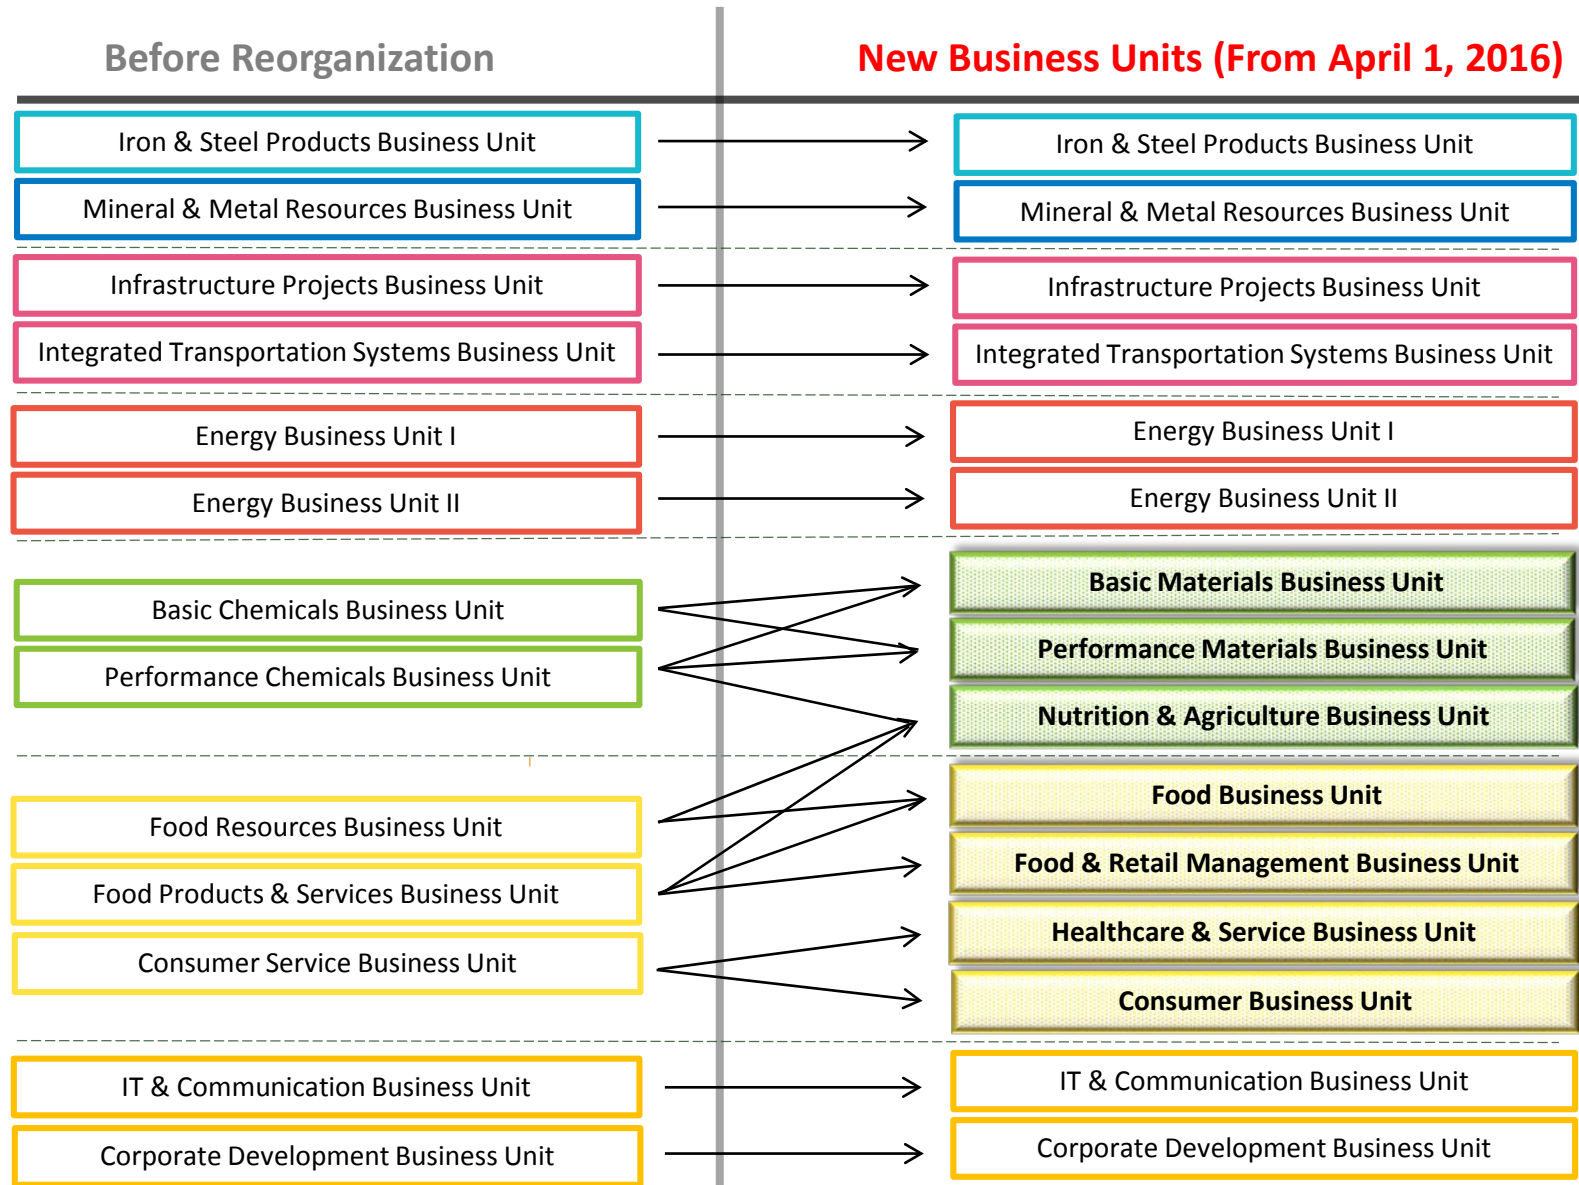 Before Reorganization
New Business Units (From April 1, 2016)
Iron & Steel Products Business Unit
Iron & Steel Products Business Unit
Mineral & Metal Resources Business Unit
Mineral & Metal Resources Business Unit
Infrastructure Projects Business Unit
Infrastructure Projects Business Unit
Integrated Transportation Systems Business Unit
Integrated Transportation Systems Business Unit
Energy Business Unit I
Energy Business Unit I
Energy Business Unit II
Energy Business Unit II
Basic Chemicals Business Unit
Performance Chemicals Business Unit
Basic Materials Business Unit
Performance Materials Business Unit
Nutrition & Agriculture Business Unit
Food Resources Business Unit
Food Products & Services Business Unit
Consumer Service Business Unit
Food Business Unit
Food & Retail Management Business Unit
Healthcare & Service Business Unit
Consumer Business Unit
IT & Communication Business Unit
IT & Communication Business Unit
Corporate Development Business Unit
Corporate Development Business Unit